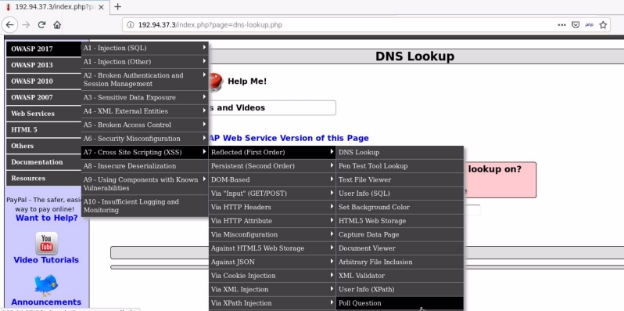 192.94.37.3/index.php?p
192.94.37.3/index.php?page=dns-lookup.php
OWASP 2017
OWASP 2013
OWASP 2010
OWASP 2007
Web Services
HTML 5
Others
Documentation
Resources
PayPal - The safer, easie
way to pay online!
Want to Help?
You
Tube
Video Tutorials
Announcements
A1 - Injection (SQL)
A1 - Injection (Other)
A2 - Broken Authentication and
Session Management
A3 - Sensitive Data Exposure
A4 - XML External Entities
A5 - Broken Access Control
A6 - Security Misconfiguration
A7 - Cross Site Scripting (XSS)
A8 - Insecure Deserialization
A9 - Using Components with Known
Vulnerabilities
A10 - Insufficient Logging and
Monitoring
DNS Lookup
Help Me!
s and Videos
AP Web Service Version of this Page
lookup on?
Reflected (First Order)
Persistent (Second Order)
DOM-Based
Via "Input" (GET/POST)
Via HTTP Headers
Via HTTP Attribute
Via Misconfiguration
Against HTML5 Web Storage
Against JSON
Via Cookie Injection
Via XML Injection
Via XPath Injection
DNS Lookup
Pen Test Tool Lookup
Text File Viewer
User Info (SQL)
Set Background Color
HTML5 Web Storage
Capture Data Page
Document Viewer
Arbitrary File Inclusion
XML Validator
User Info (XPath)
Poll Question